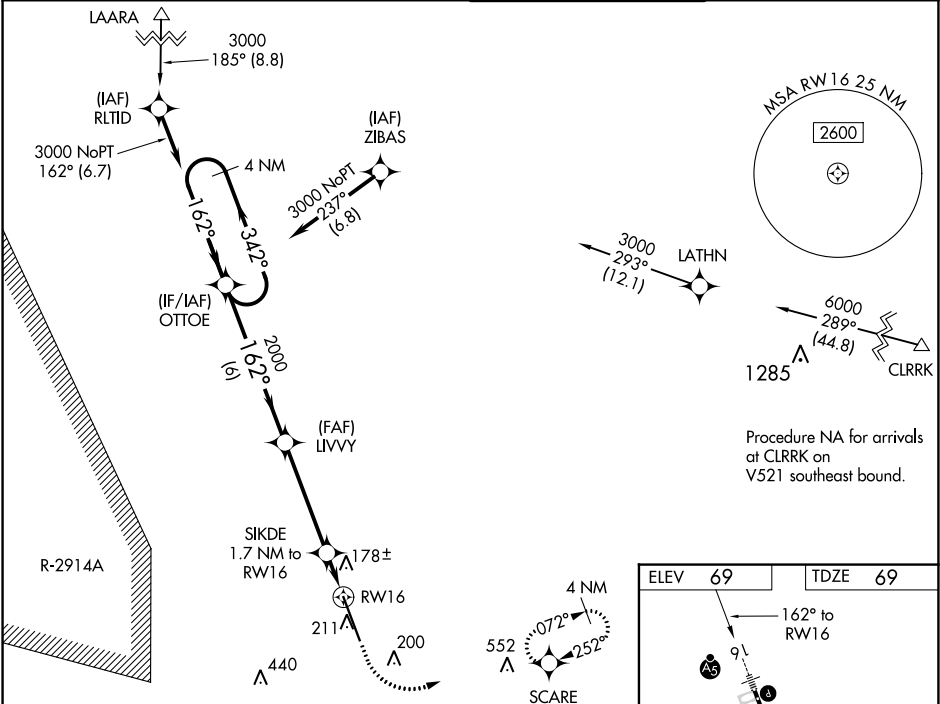 LAARA
3000
185° (8.8)
(IAF)
RLTID
3000 NoPT
162° (6.7)
4 NM
(IAF)
ZIBAS
3000 NoPT
237°
(6.8)
MSA RW16 25 NM
2600
162°
342°
(IF/IAF)
OTTOE
3000
293°
(12.1)
LATHN
6000
289°
(44.8)
CLRRK
1285
2000
162°
(6)
(FAF)
LIVVY
Procedure NA for arrivals
at CLRRK on
V521 southeast bound.
R-2914A
SIKDE
1.7 NM to
RW16
178±
RW16
211
200
440
4 NM
072°
252°
552
SCARE
ELEV 69
TDZE 69
162° to
RW16
16
A5